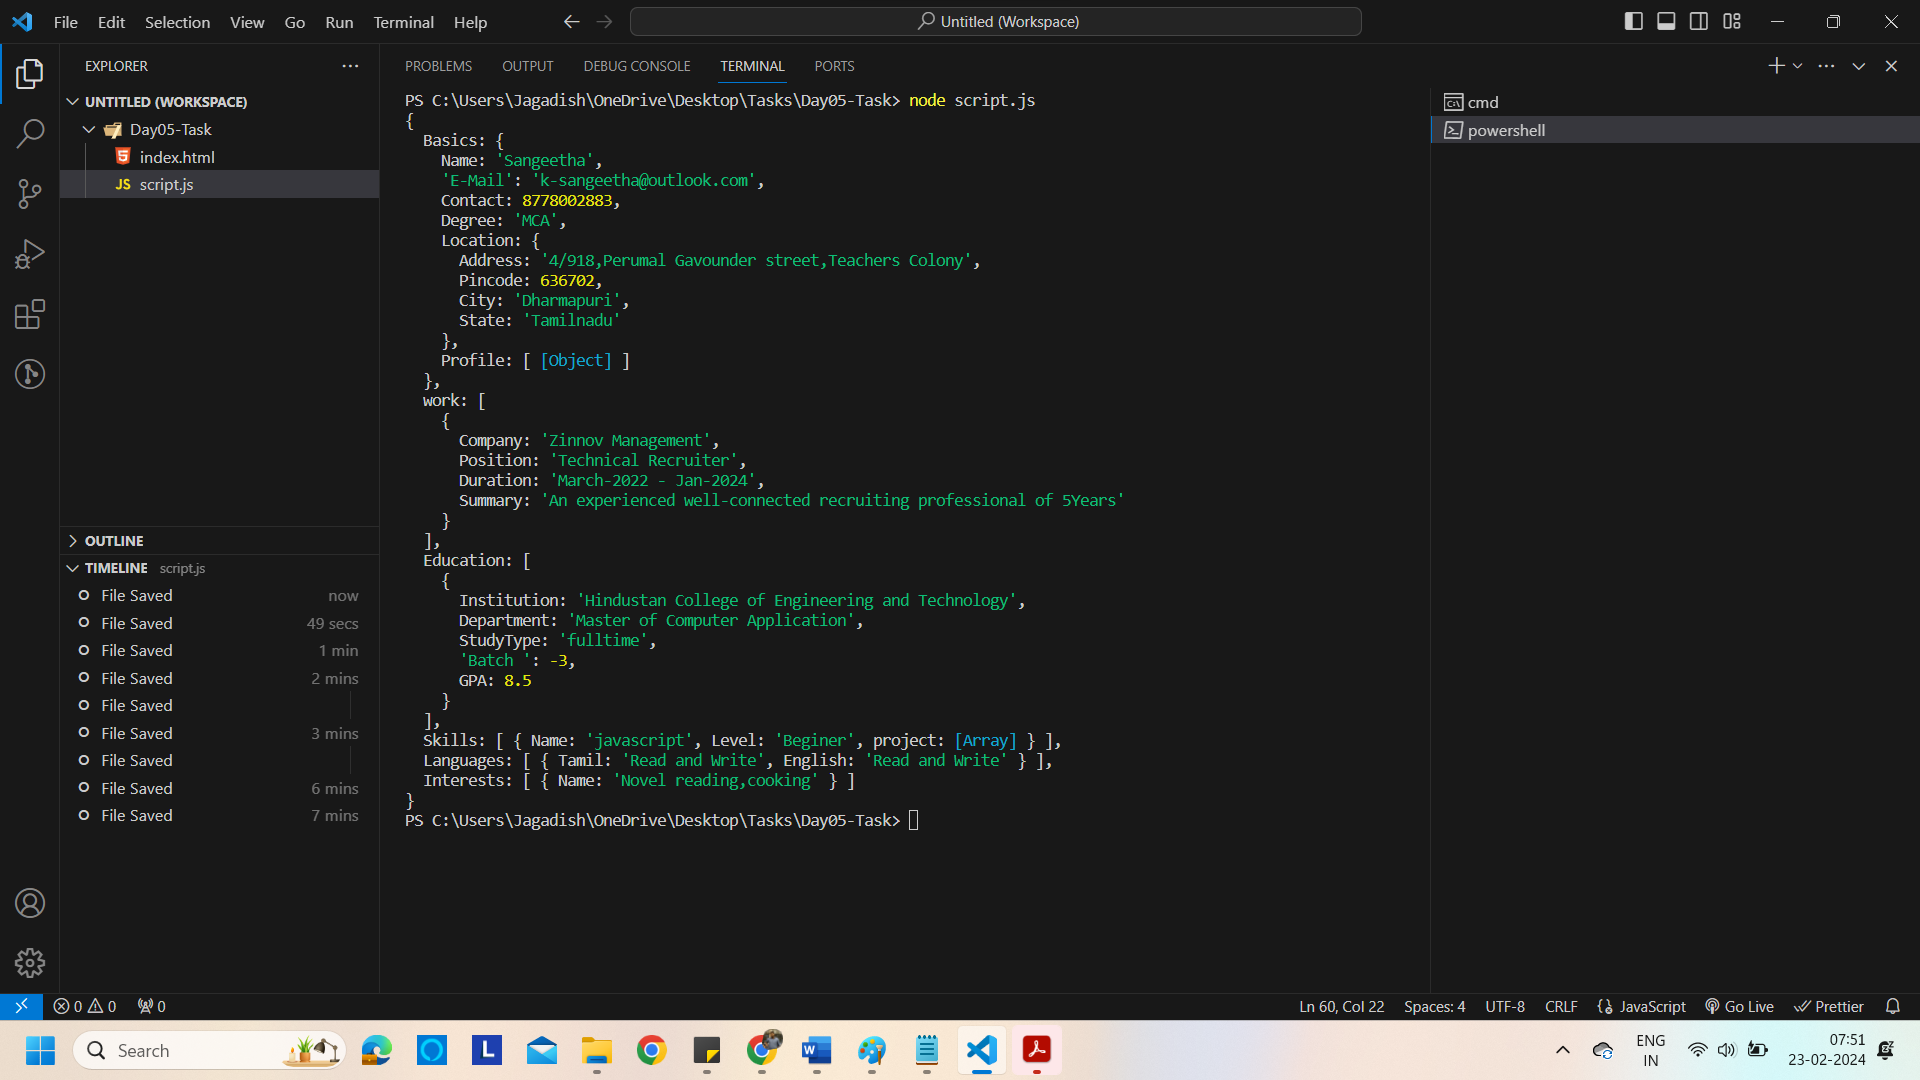 File Edit Selection View Go Run Terminal Help
Untitled (Workspace)
EXPLORER
UNTITLED (WORKSPACE)
Day05-Task
index.html
JS script.js
OUTLINE
TIMELINE script.js
File Saved now
File Saved 49 secs
File Saved 1 min
File Saved 2 mins
File Saved
File Saved 3 mins
File Saved
File Saved 6 mins
File Saved 7 mins
PROBLEMS OUTPUT DEBUG CONSOLE TERMINAL PORTS
PS C:\Users\Jagadish\OneDrive\Desktop\Tasks\Day05-Task> node script.js
{
  Basics: {
    Name: 'Sangeetha',
    'E-Mail': 'k-sangeetha@outlook.com',
    Contact: 8778002883,
    Degree: 'MCA',
    Location: {
      Address: '4/918,Perumal Gavounder street,Teachers Colony',
      Pincode: 636702,
      City: 'Dharmapuri',
      State: 'Tamilnadu'
    },
    Profile: [ [Object] ]
  },
  work: [
    {
      Company: 'Zinnov Management',
      Position: 'Technical Recruiter',
      Duration: 'March-2022 - Jan-2024',
      Summary: 'An experienced well-connected recruiting professional of 5Years'
    }
  ],
  Education: [
    {
      Institution: 'Hindustan College of Engineering and Technology',
      Department: 'Master of Computer Application',
      StudyType: 'fulltime',
      'Batch ': -3,
      GPA: 8.5
    }
  ],
  Skills: [ { Name: 'javascript', Level: 'Beginer', project: [Array] } ],
  Languages: [ { Tamil: 'Read and Write', English: 'Read and Write' } ],
  Interests: [ { Name: 'Novel reading,cooking' } ]
}
PS C:\Users\Jagadish\OneDrive\Desktop\Tasks\Day05-Task>
cmd
powershell
0 0 0
Ln 60, Col 22 Spaces: 4 UTF-8 CRLF {} JavaScript Go Live Prettier
Search
L
W
ENG
IN
07:51
23-02-2024